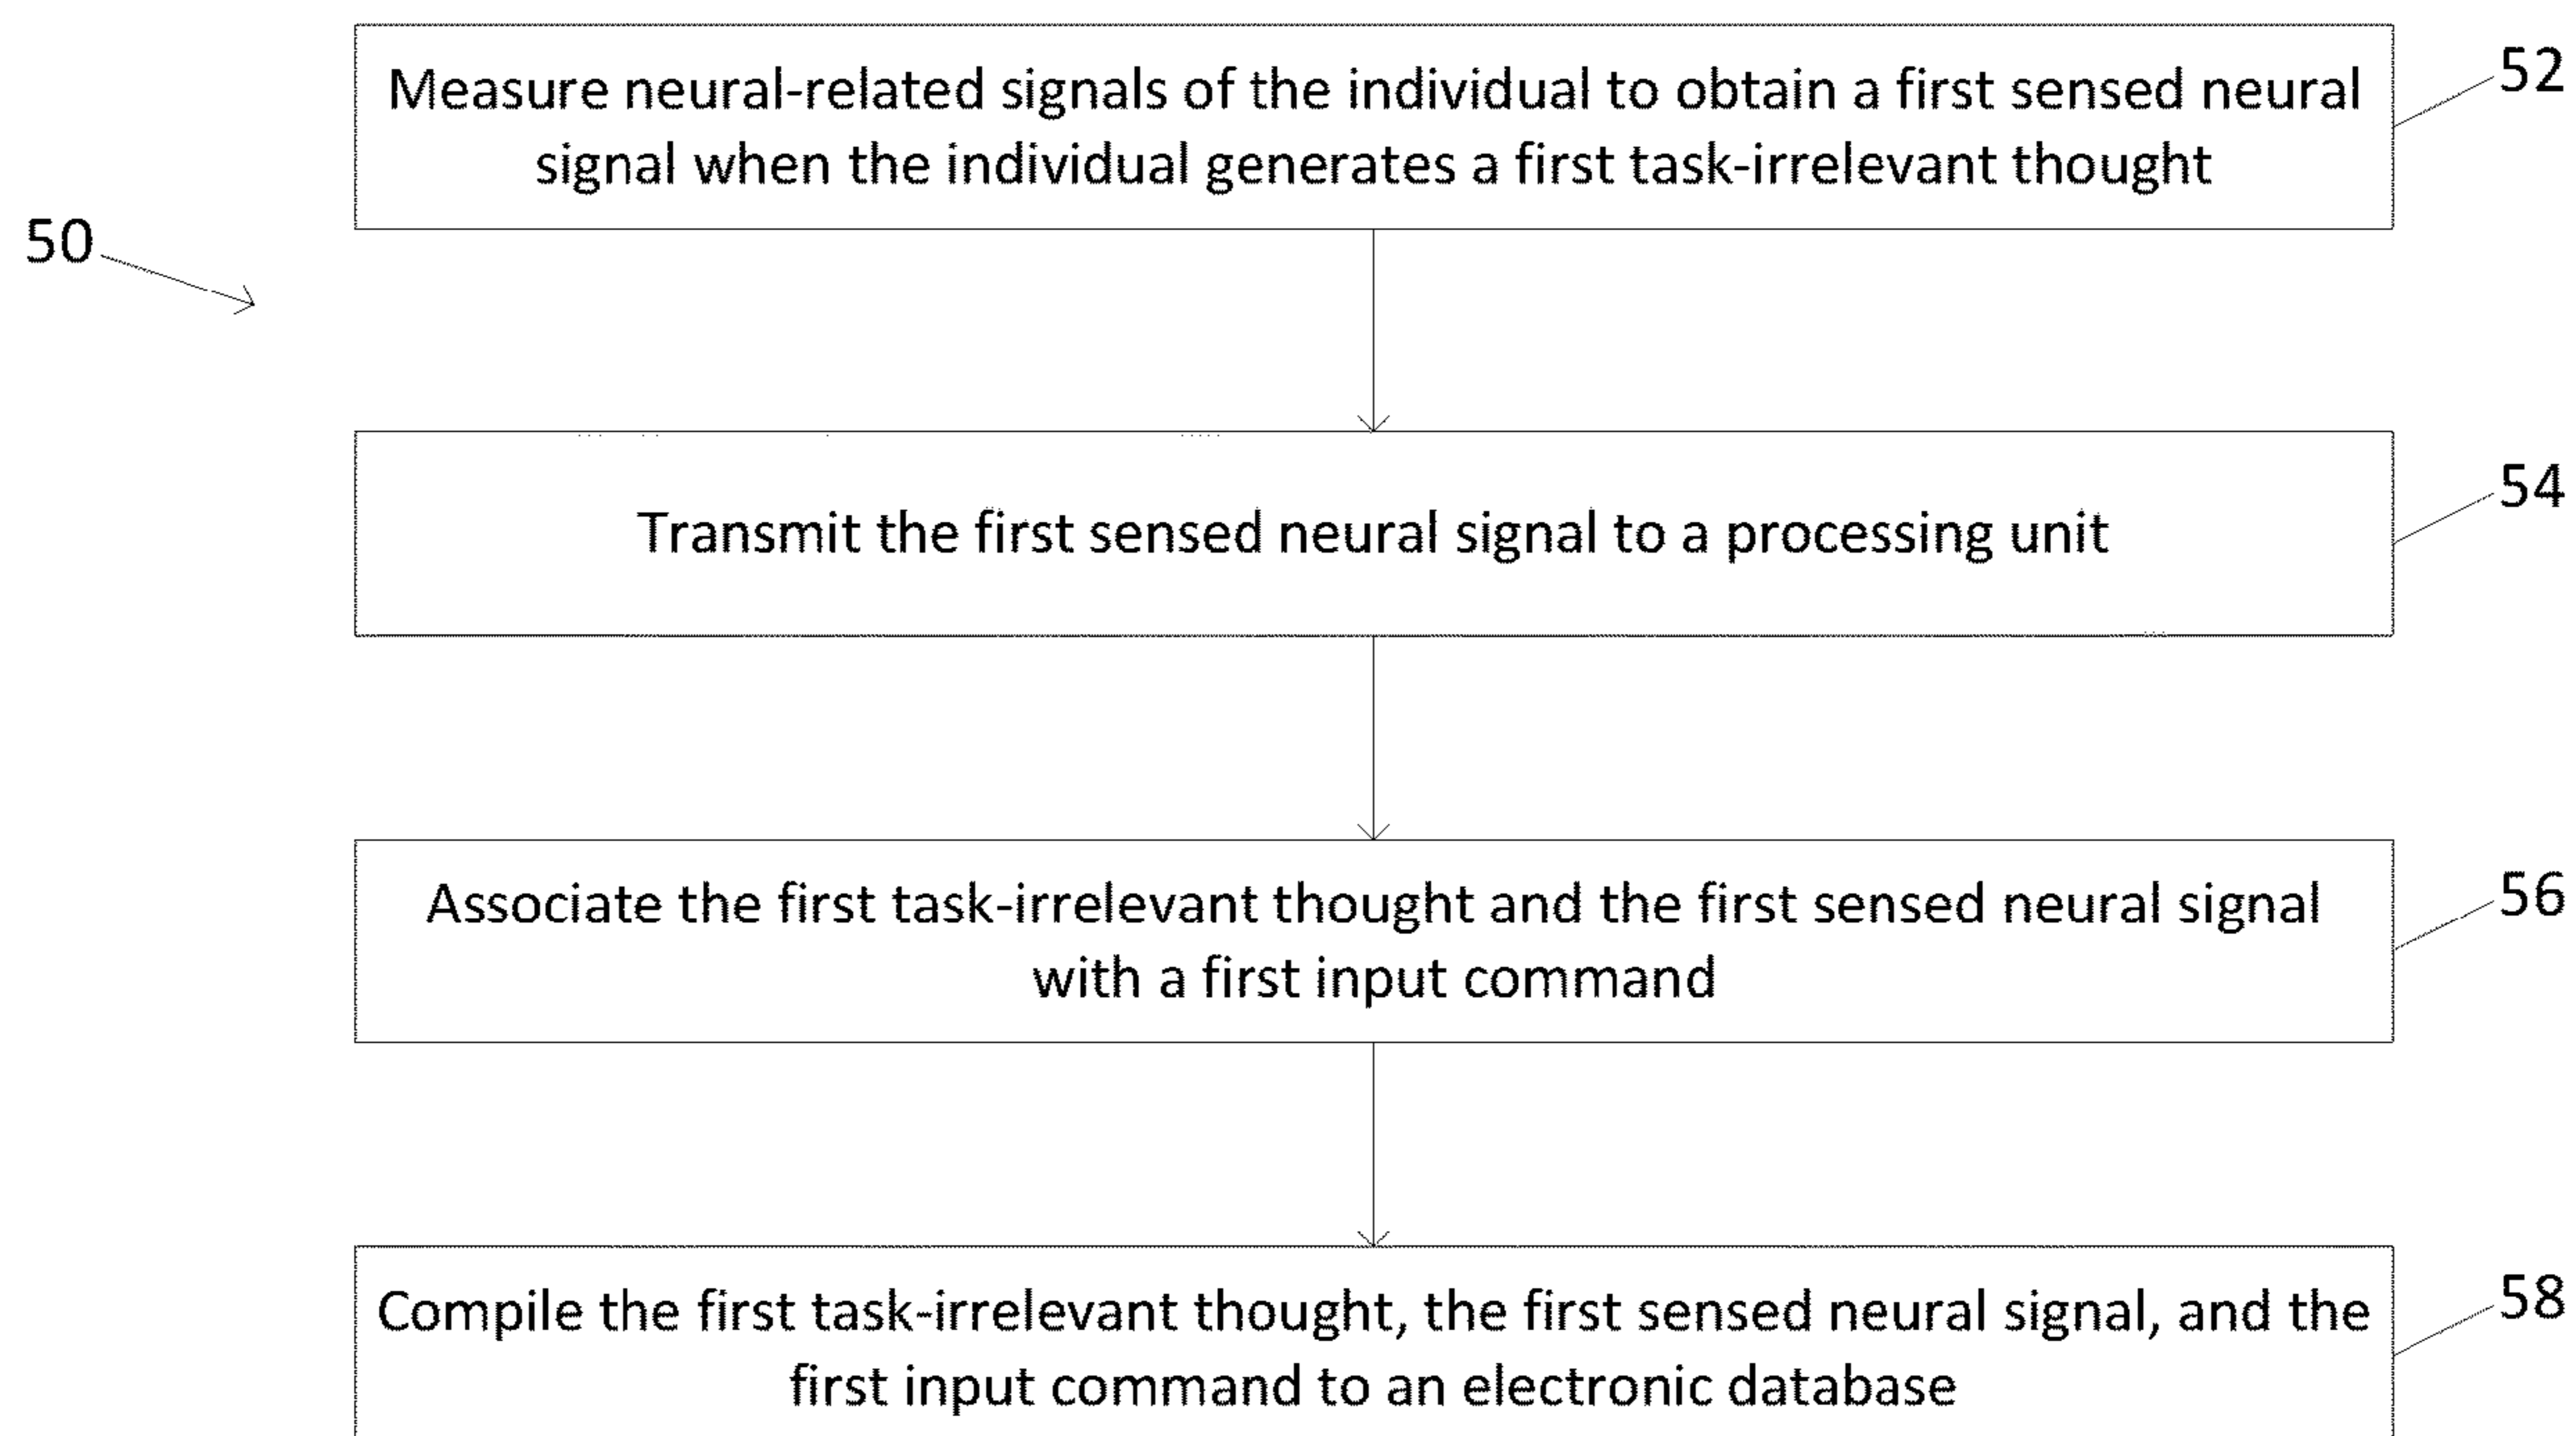 Measure neural-related signals of the individual to obtain a first sensed neural
signal when the individual generates a first task-irrelevant thought
52
50
Transmit the first sensed neural signal to a processing unit
54
Associate the first task-irrelevant thought and the first sensed neural signal
with a first input command
56
Compile the first task-irrelevant thought, the first sensed neural signal, and the
first input command to an electronic database
58